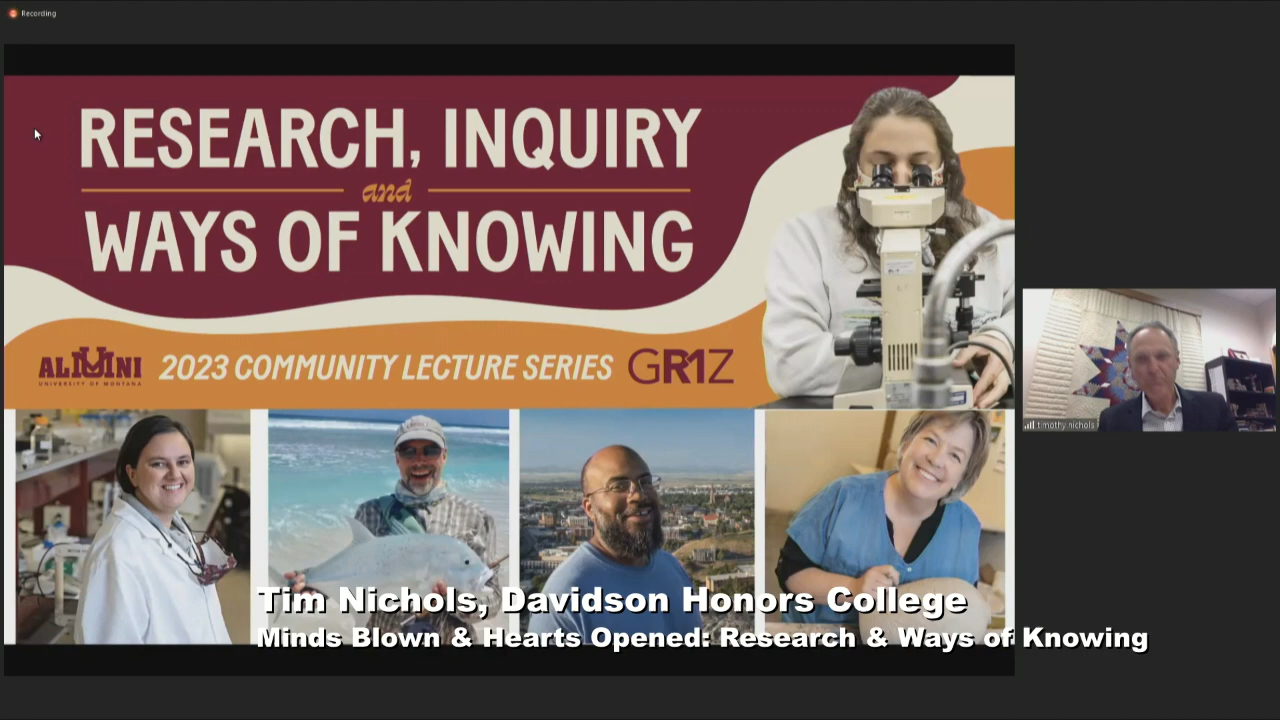 Recording
RESEARCH, INQUIRY
and
WAYS OF KNOWING
ALUMNI
UNIVERSITY OF MONTANA
2023 COMMUNITY LECTURE SERIES
GR1Z
timothy nichols
Tim Nichols, Davidson Honors College
Minds Blown & Hearts Opened: Research & Ways of Knowing